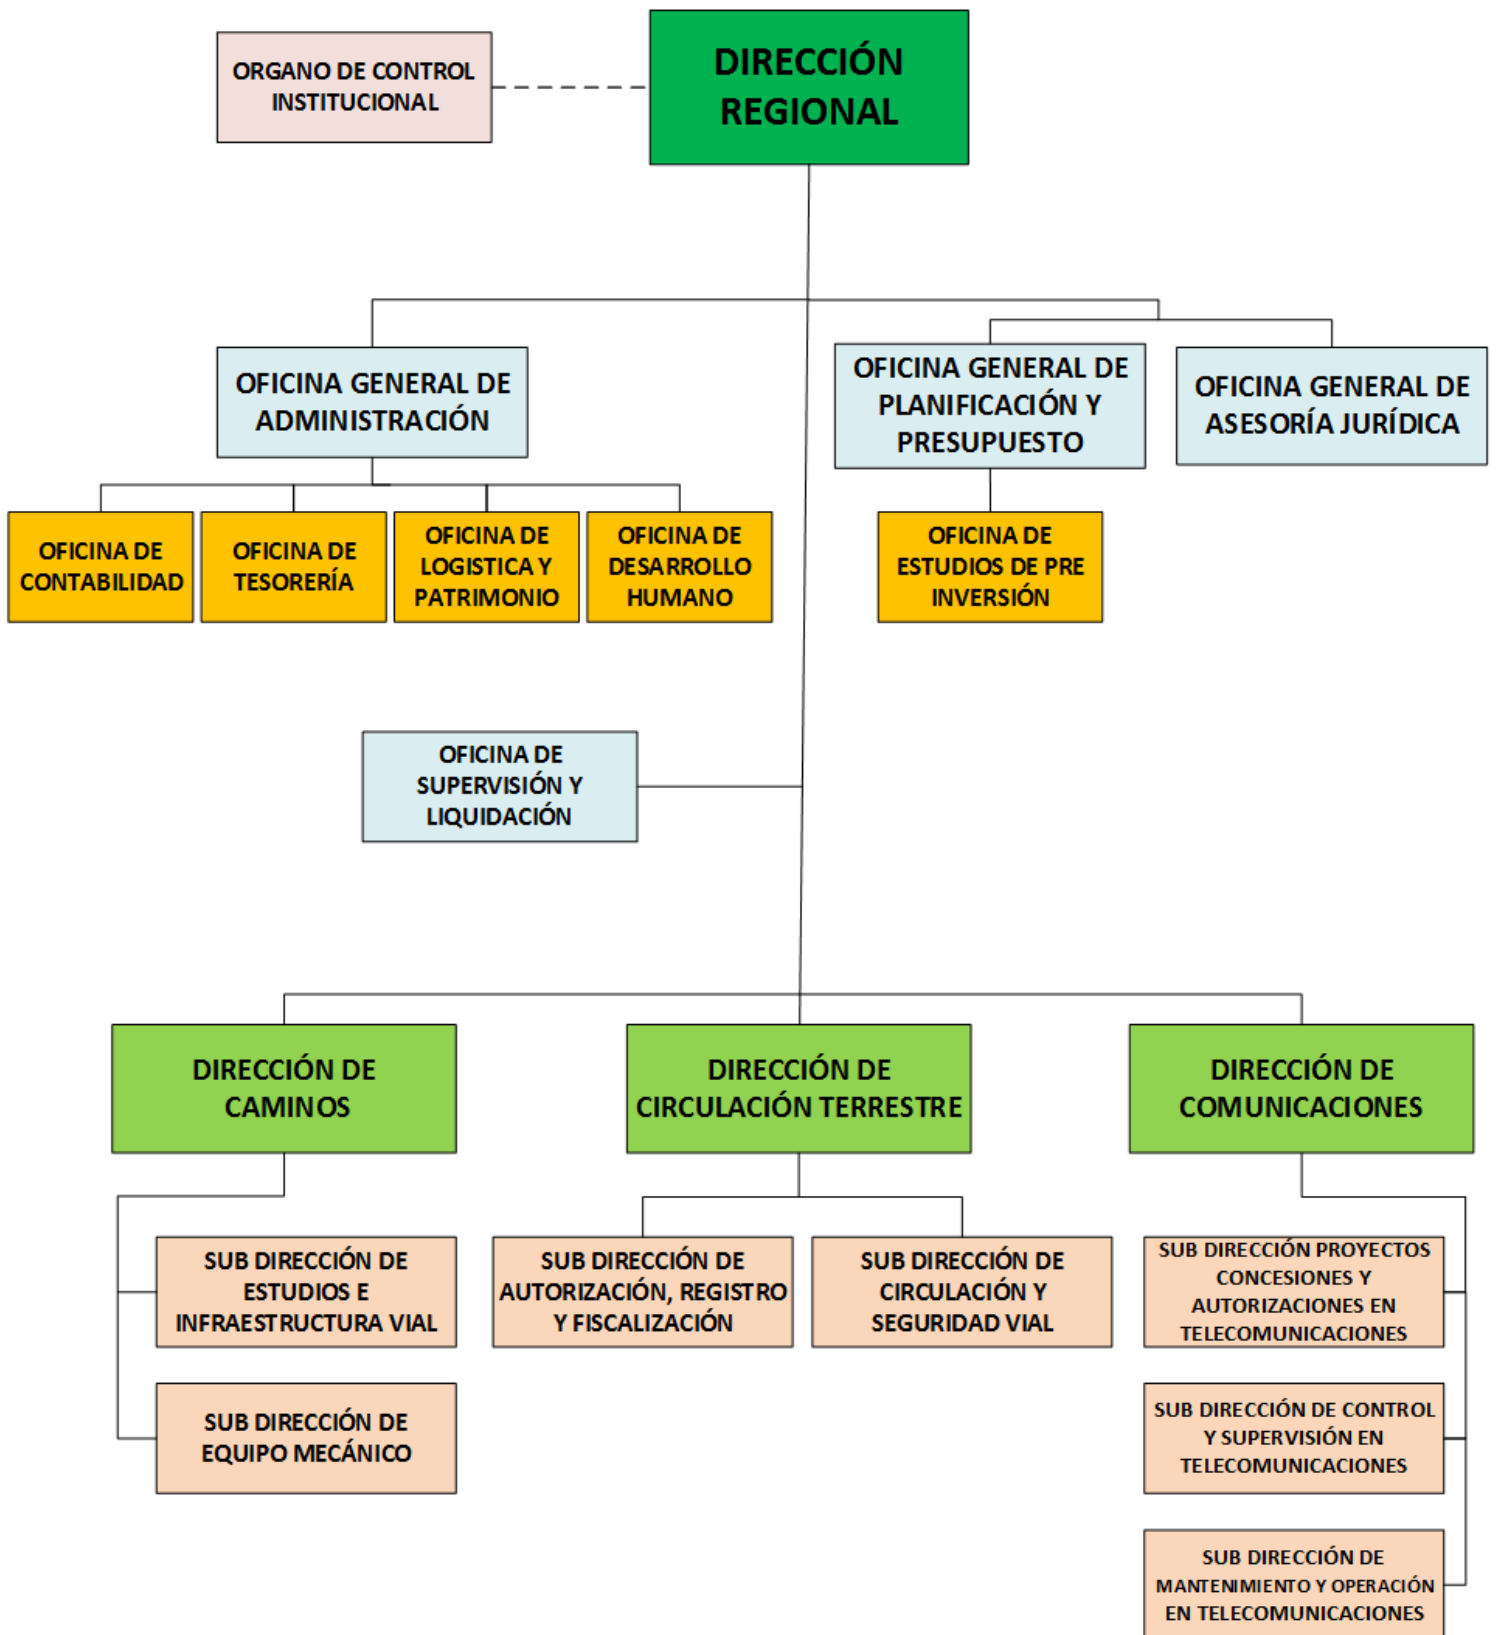 ORGANO DE CONTROL
INSTITUCIONAL
DIRECCIÓN
REGIONAL
OFICINA GENERAL DE
ADMINISTRACIÓN
OFICINA GENERAL DE
PLANIFICACIÓN Y
PRESUPUESTO
OFICINA GENERAL DE
ASESORÍA JURÍDICA
OFICINA DE
CONTABILIDAD
OFICINA DE
TESORERÍA
OFICINA DE
LOGISTICA Y
PATRIMONIO
OFICINA DE
DESARROLLO
HUMANO
OFICINA DE
ESTUDIOS DE PRE
INVERSIÓN
OFICINA DE
SUPERVISIÓN Y
LIQUIDACIÓN
DIRECCIÓN DE
CAMINOS
DIRECCIÓN DE
CIRCULACIÓN TERRESTRE
DIRECCIÓN DE
COMUNICACIONES
SUB DIRECCIÓN DE
ESTUDIOS E
INFRAESTRUCTURA VIAL
SUB DIRECCIÓN DE
AUTORIZACIÓN, REGISTRO
Y FISCALIZACIÓN
SUB DIRECCIÓN DE
CIRCULACIÓN Y
SEGURIDAD VIAL
SUB DIRECCIÓN PROYECTOS
CONCESIONES Y
AUTORIZACIONES EN
TELECOMUNICACIONES
SUB DIRECCIÓN DE
EQUIPO MECÁNICO
SUB DIRECCIÓN DE CONTROL
Y SUPERVISIÓN EN
TELECOMUNICACIONES
SUB DIRECCIÓN DE
MANTENIMIENTO Y OPERACIÓN
EN TELECOMUNICACIONES